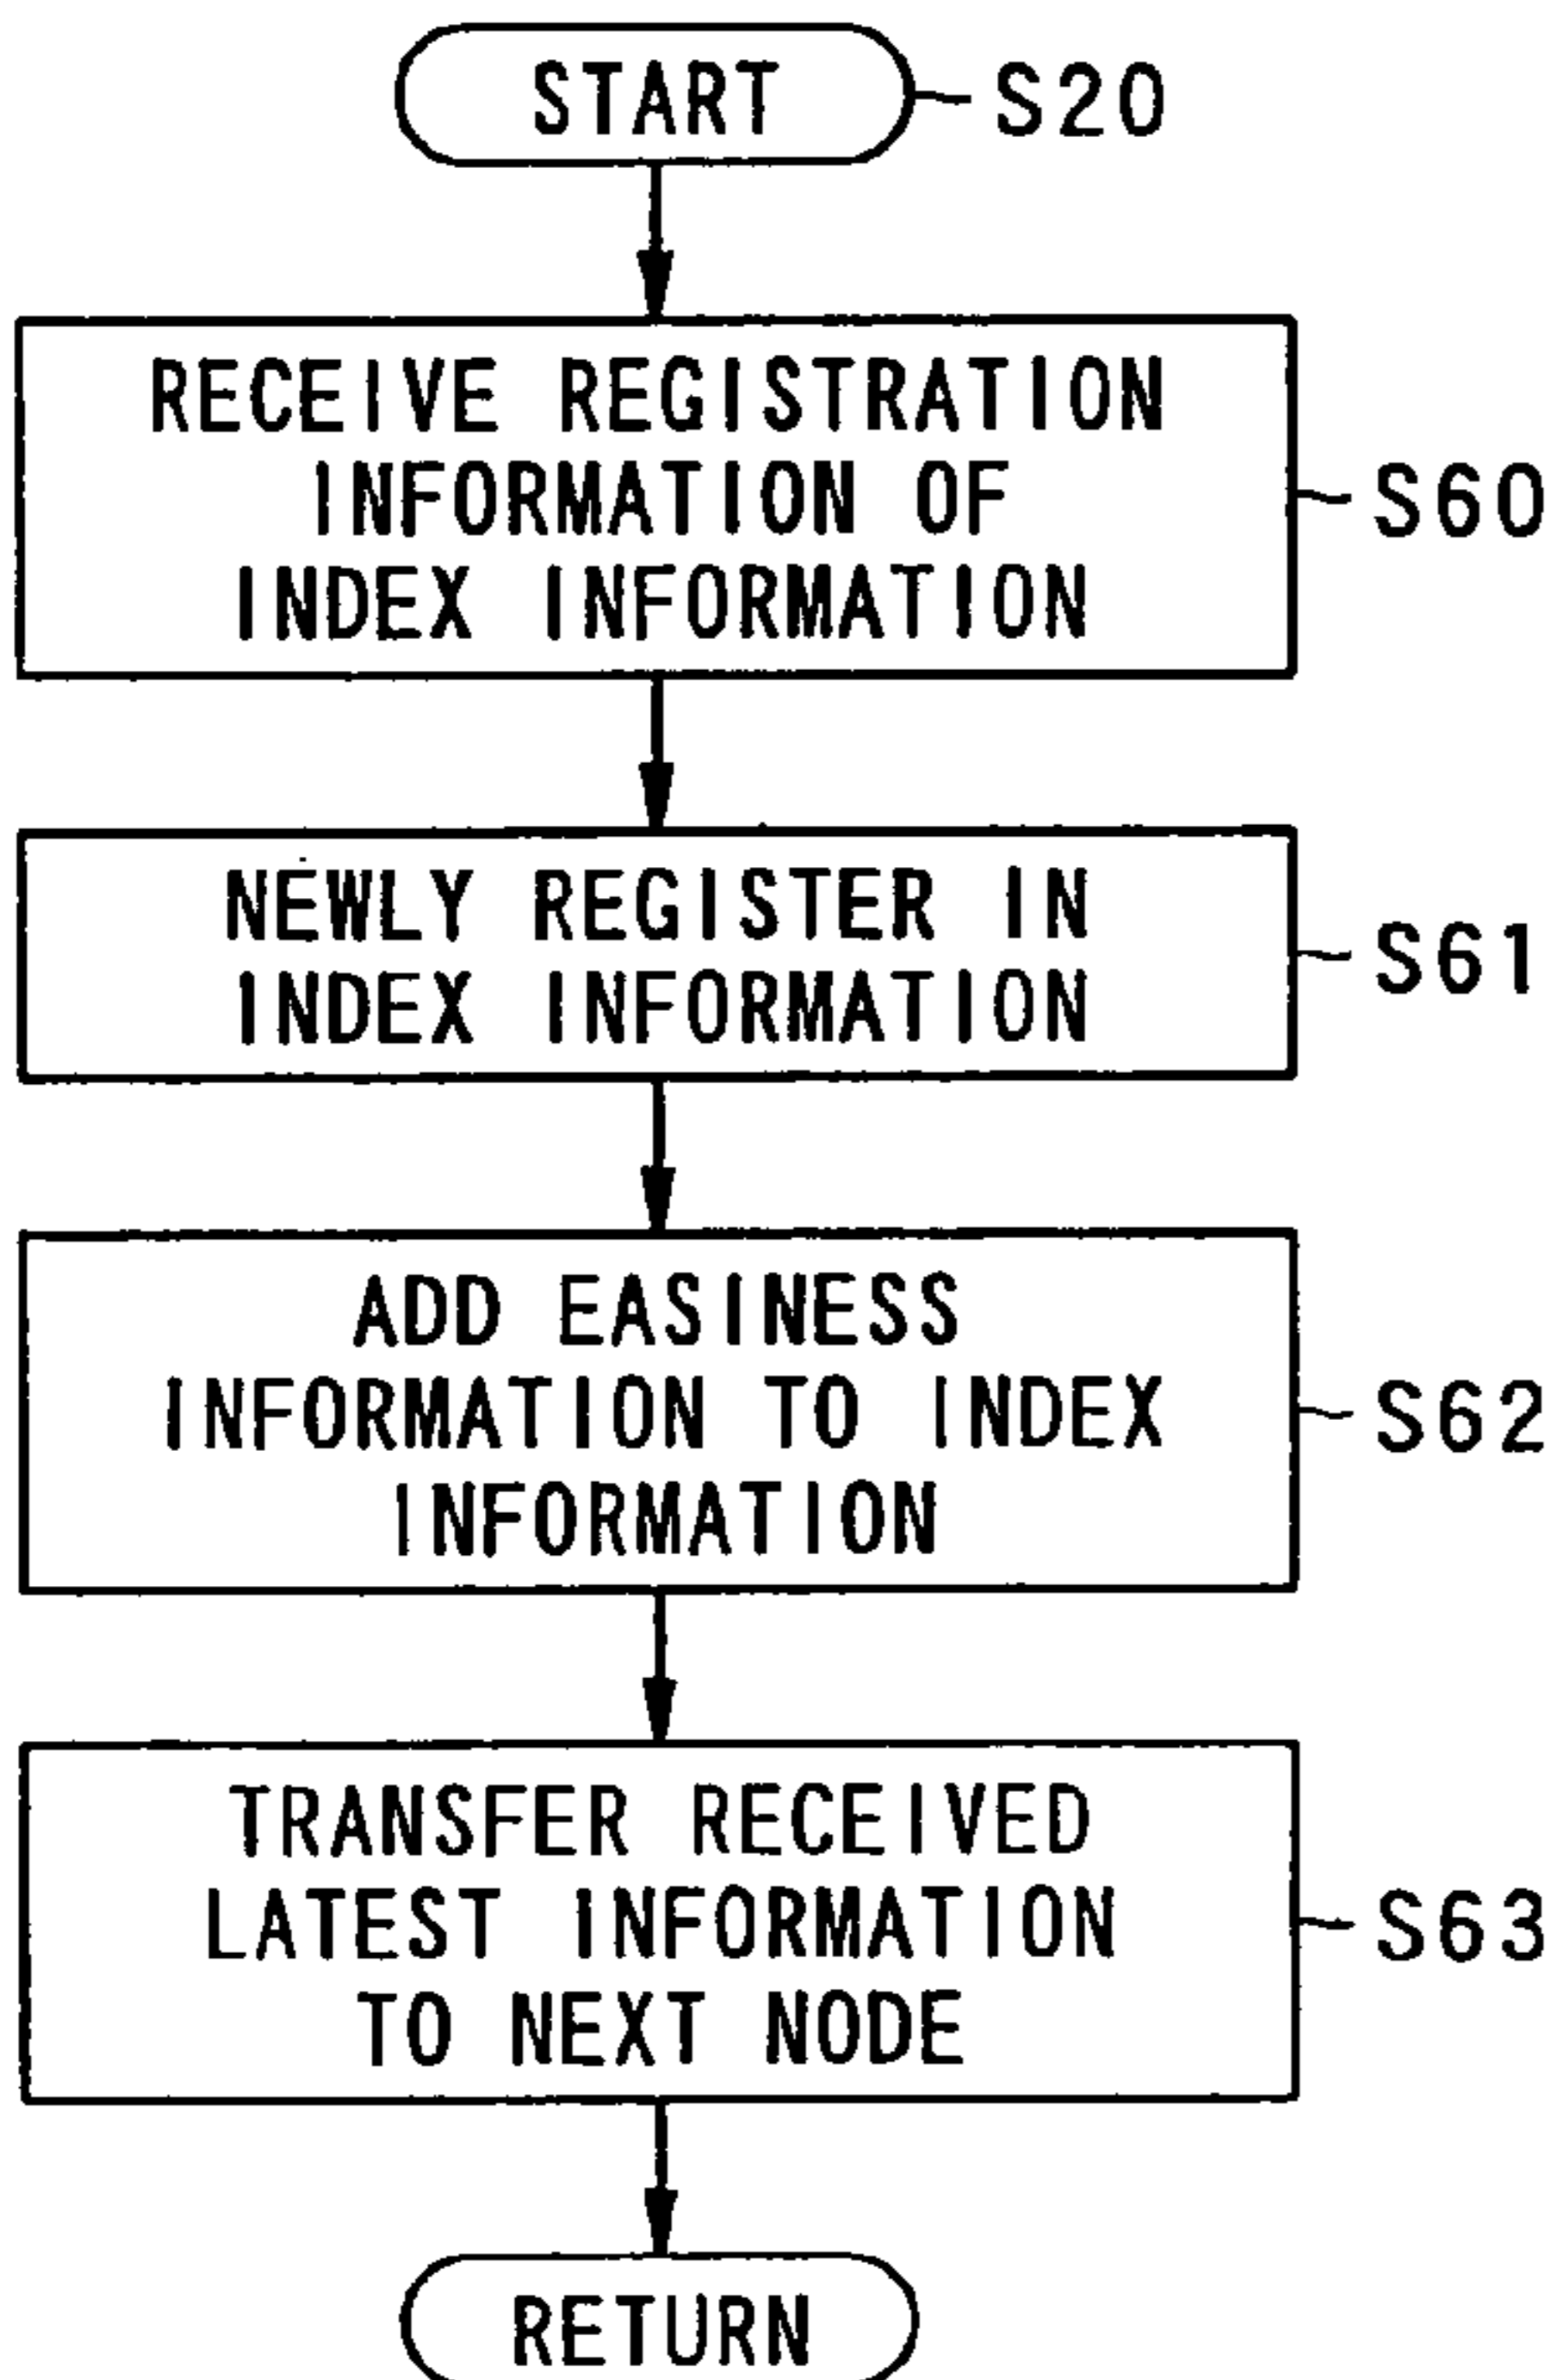 START
S20
RECEIVE REGISTRATION
INFORMATION OF
INDEX INFORMATION
S60
NEWLY REGISTER IN
INDEX INFORMATION
S61
ADD EASINESS
INFORMATION TO INDEX
INFORMATION
S62
TRANSFER RECEIVED
LATEST INFORMATION
TO NEXT NODE
S63
RETURN